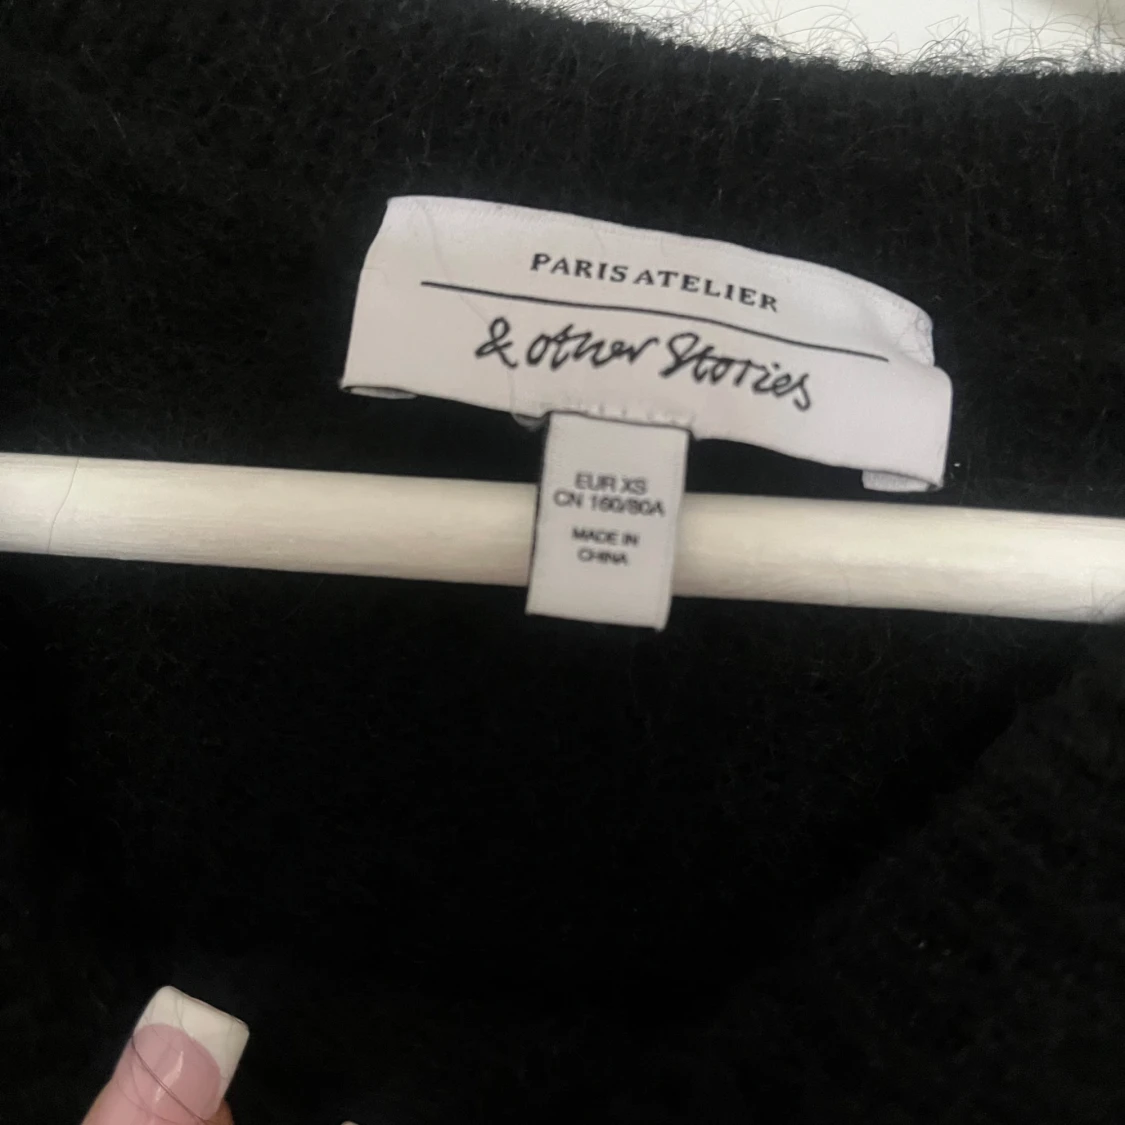 PARIS ATELIER
& other Stories
EUR XS
CN 160/80A
MADE IN
CHINA